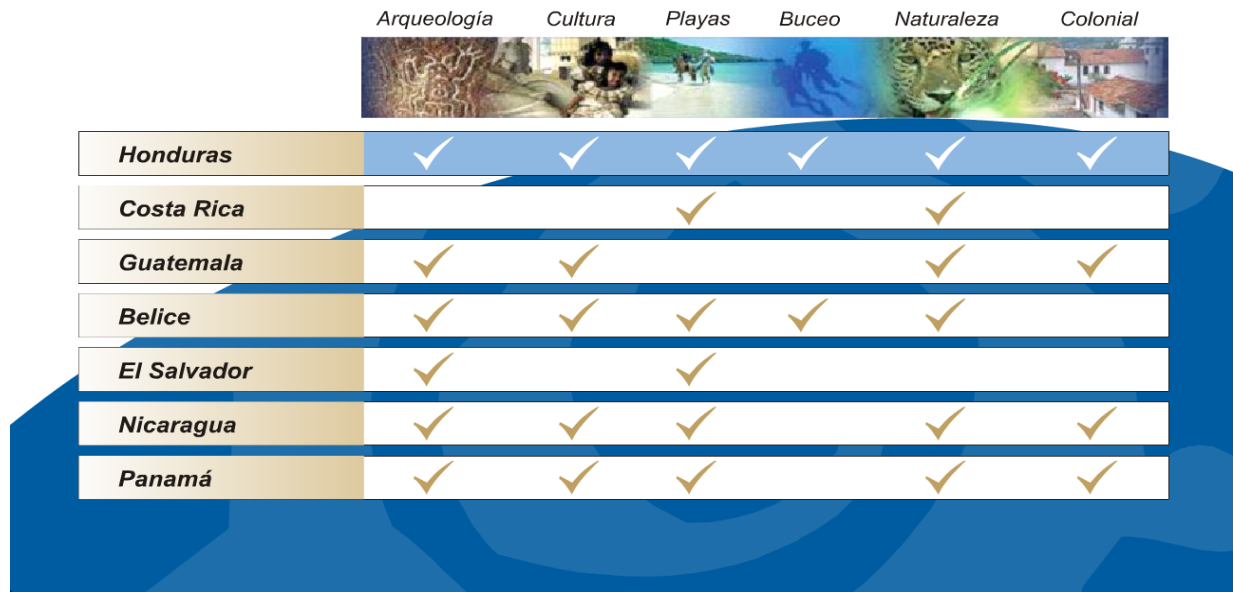 Arqueología Cultura Playas Buceo Naturaleza Colonial
Honduras
Costa Rica
Guatemala
Belice
El Salvador
Nicaragua
Panamá